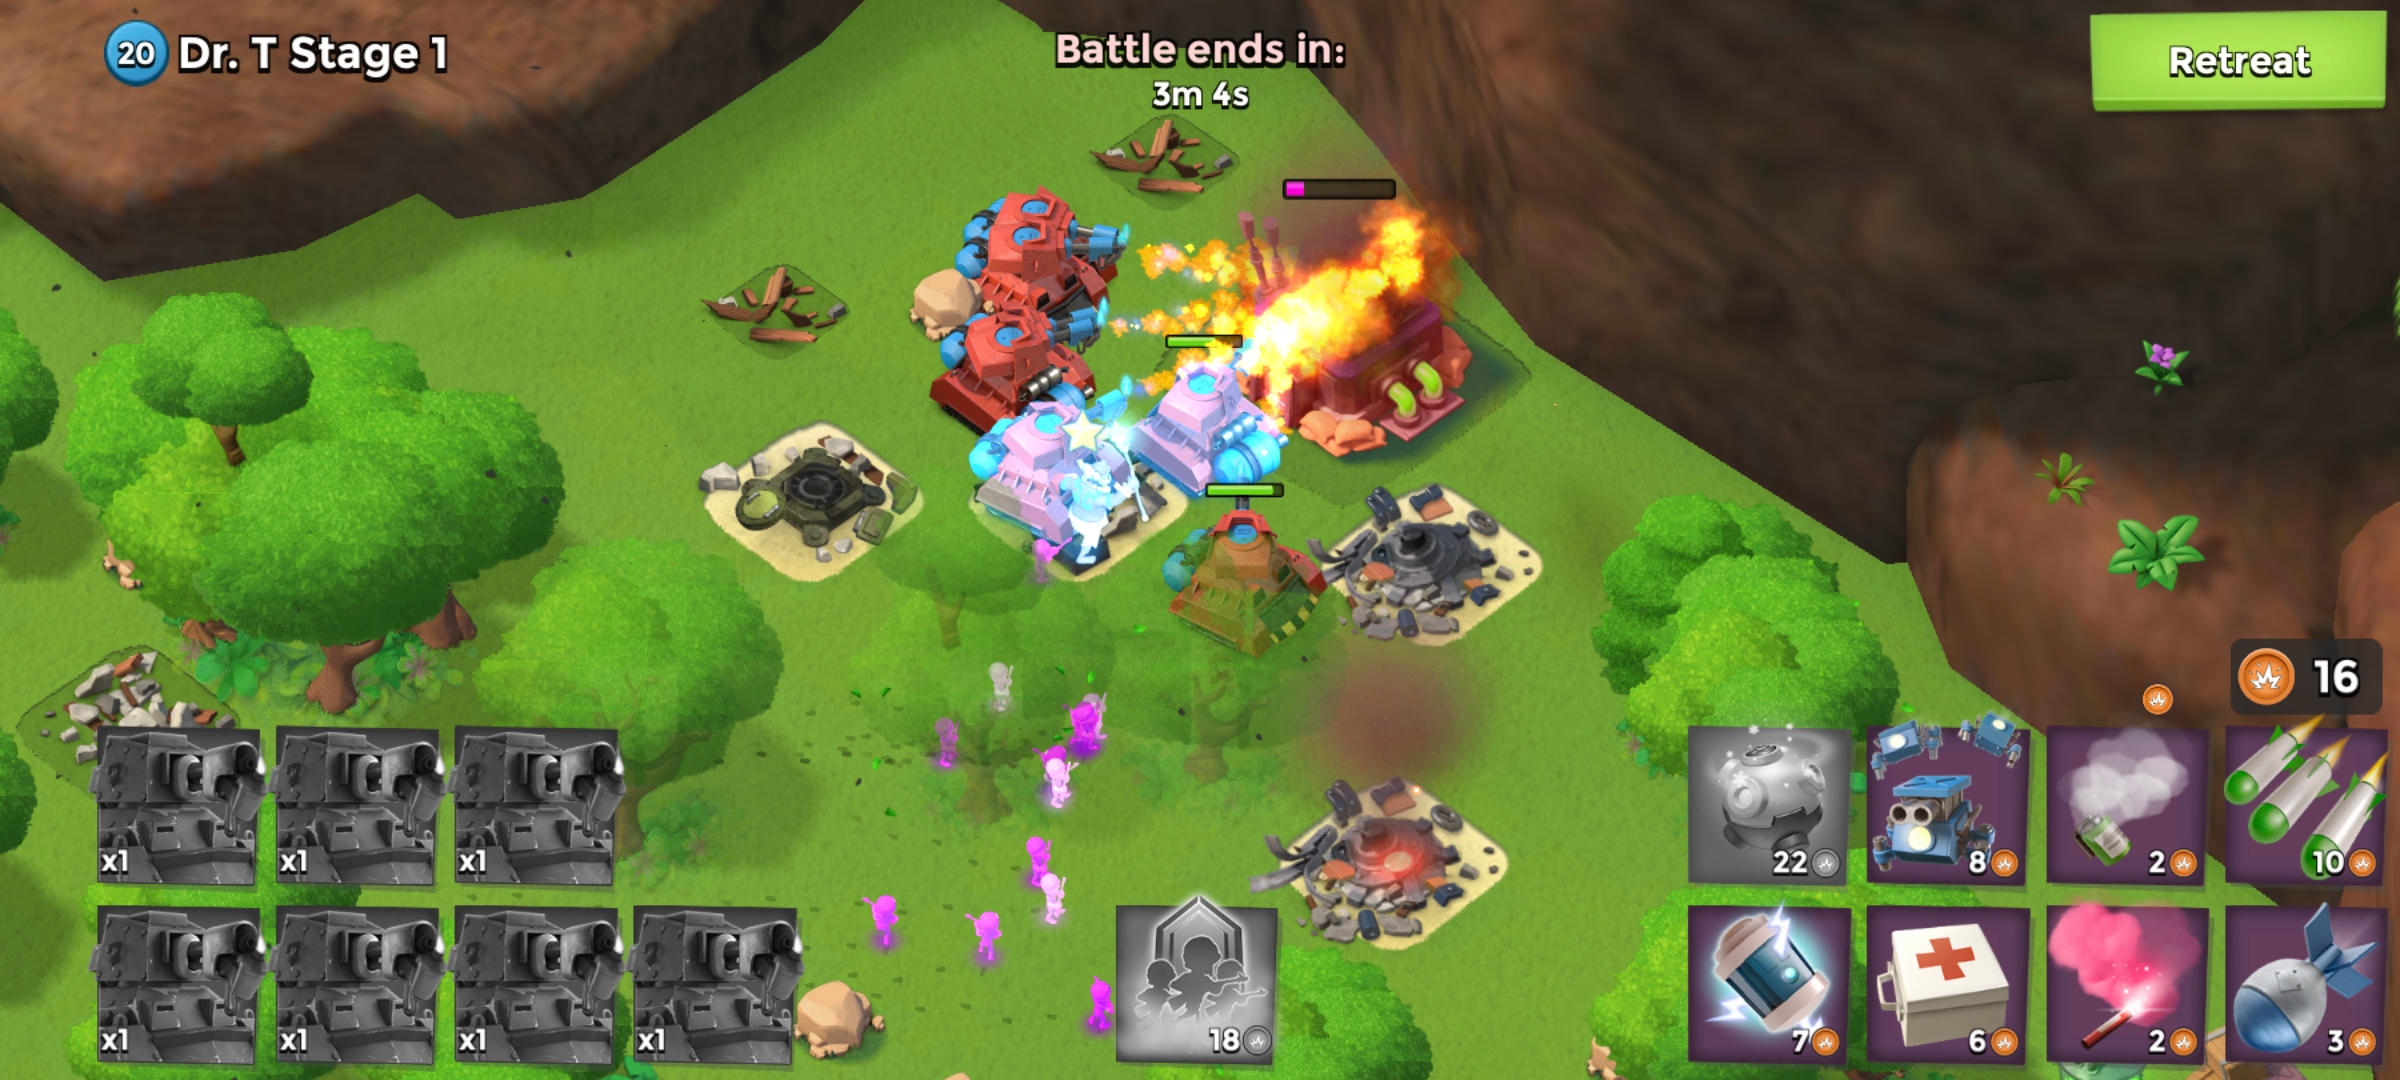 20 Dr. T Stage 1
Battle ends in:
3m 4s
Retreat
16
x1 x1 x1
22 8 2 10
x1 x1 x1 x1
18
7 6 2 3